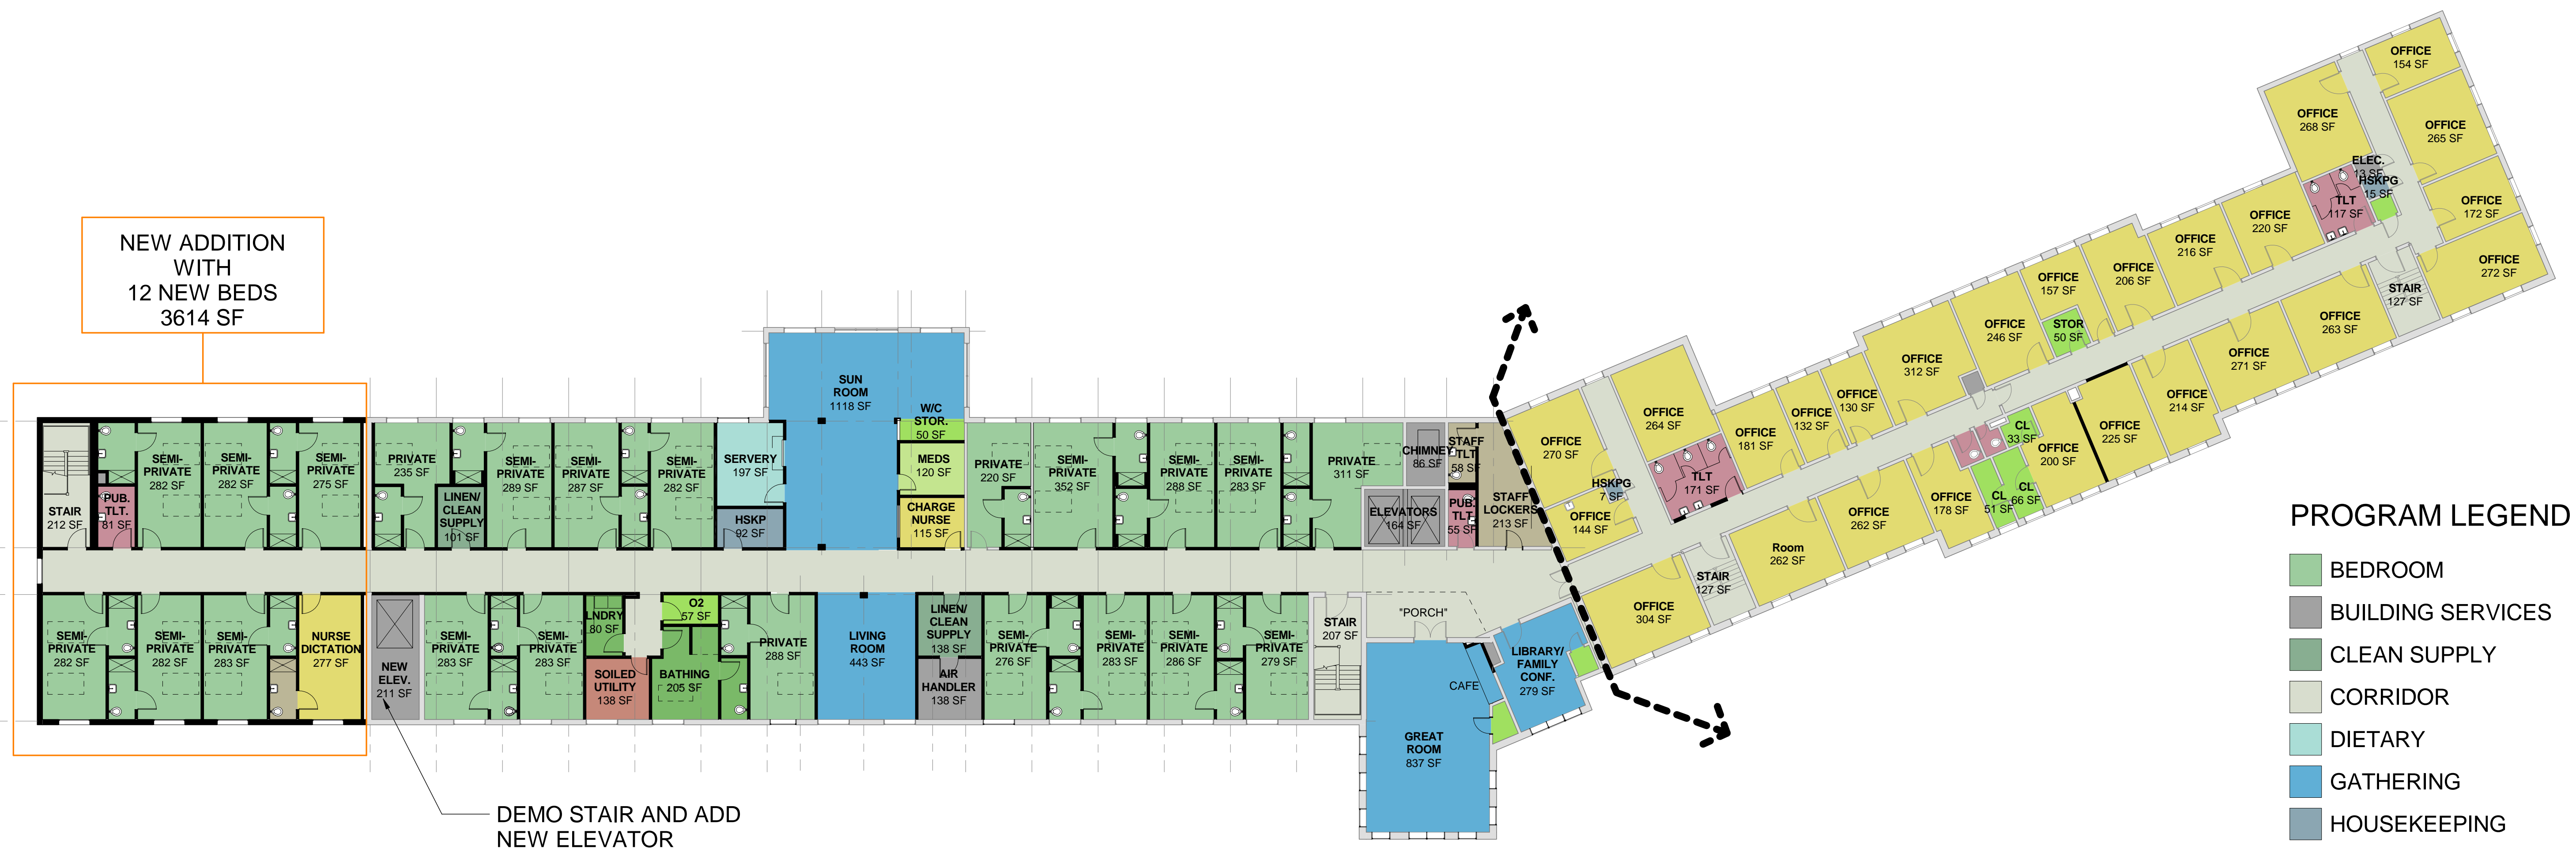 NEW ADDITION
WITH
12 NEW BEDS
3614 SF
STAIR
212 SF
PUB.
TLT.
81 SF
SEMI-
PRIVATE
282 SF
SEMI-
PRIVATE
282 SF
SEMI-
PRIVATE
275 SF
PRIVATE
235 SF
LINEN/
CLEAN
SUPPLY
101 SF
SEMI-
PRIVATE
289 SF
SEMI-
PRIVATE
287 SF
SEMI-
PRIVATE
282 SF
SERVERY
197 SF
HSKP
92 SF
SUN
ROOM
1118 SF
W/C
STOR.
50 SF
MEDS
120 SF
CHARGE
NURSE
115 SF
PRIVATE
220 SF
SEMI-
PRIVATE
352 SF
SEMI-
PRIVATE
288 SF
SEMI-
PRIVATE
283 SF
PRIVATE
311 SF
CHIMNEY
86 SF
ELEVATORS
164 SF
STAFF
TLT
58 SF
PUB.
TLT
55 SF
STAFF
LOCKERS
213 SF
SEMI-
PRIVATE
282 SF
SEMI-
PRIVATE
282 SF
SEMI-
PRIVATE
283 SF
NURSE
DICTATION
277 SF
NEW
ELEV.
211 SF
SEMI-
PRIVATE
283 SF
SEMI-
PRIVATE
283 SF
LNDRY
80 SF
SOILED
UTILITY
138 SF
O2
57 SF
BATHING
205 SF
PRIVATE
288 SF
LIVING
ROOM
443 SF
LINEN/
CLEAN
SUPPLY
138 SF
AIR
HANDLER
138 SF
SEMI-
PRIVATE
276 SF
SEMI-
PRIVATE
283 SF
SEMI-
PRIVATE
286 SF
SEMI-
PRIVATE
279 SF
STAIR
207 SF
"PORCH"
CAFE
GREAT
ROOM
837 SF
LIBRARY/
FAMILY
CONF.
279 SF
DEMO STAIR AND ADD
NEW ELEVATOR
OFFICE
270 SF
HSKPG
7 SF
OFFICE
144 SF
OFFICE
264 SF
TLT
171 SF
OFFICE
181 SF
OFFICE
132 SF
OFFICE
130 SF
OFFICE
312 SF
OFFICE
246 SF
OFFICE
157 SF
STOR
50 SF
OFFICE
206 SF
OFFICE
216 SF
OFFICE
220 SF
TLT
117 SF
OFFICE
268 SF
ELEC.
13 SF
HSKPG
15 SF
OFFICE
154 SF
OFFICE
265 SF
OFFICE
172 SF
OFFICE
272 SF
STAIR
127 SF
OFFICE
263 SF
OFFICE
271 SF
OFFICE
214 SF
OFFICE
225 SF
OFFICE
200 SF
CL
33 SF
CL
66 SF
CL
51 SF
OFFICE
178 SF
OFFICE
262 SF
Room
262 SF
STAIR
127 SF
OFFICE
304 SF
PROGRAM LEGEND
BEDROOM
BUILDING SERVICES
CLEAN SUPPLY
CORRIDOR
DIETARY
GATHERING
HOUSEKEEPING